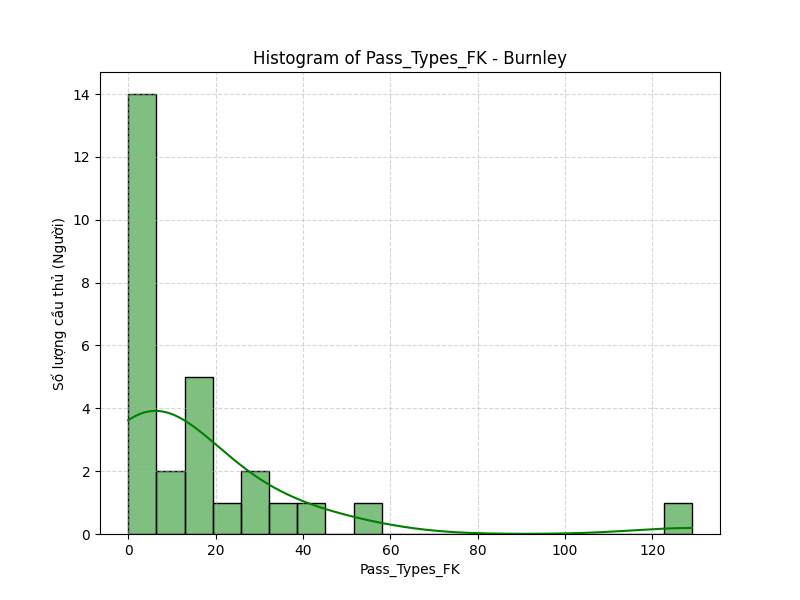 Histogram of Pass_Types_FK - Burnley
Số lượng cầu thủ (Người)
14
12
10
8
6
4
2
0
0 20 40 60 80 100 120
Pass_Types_FK